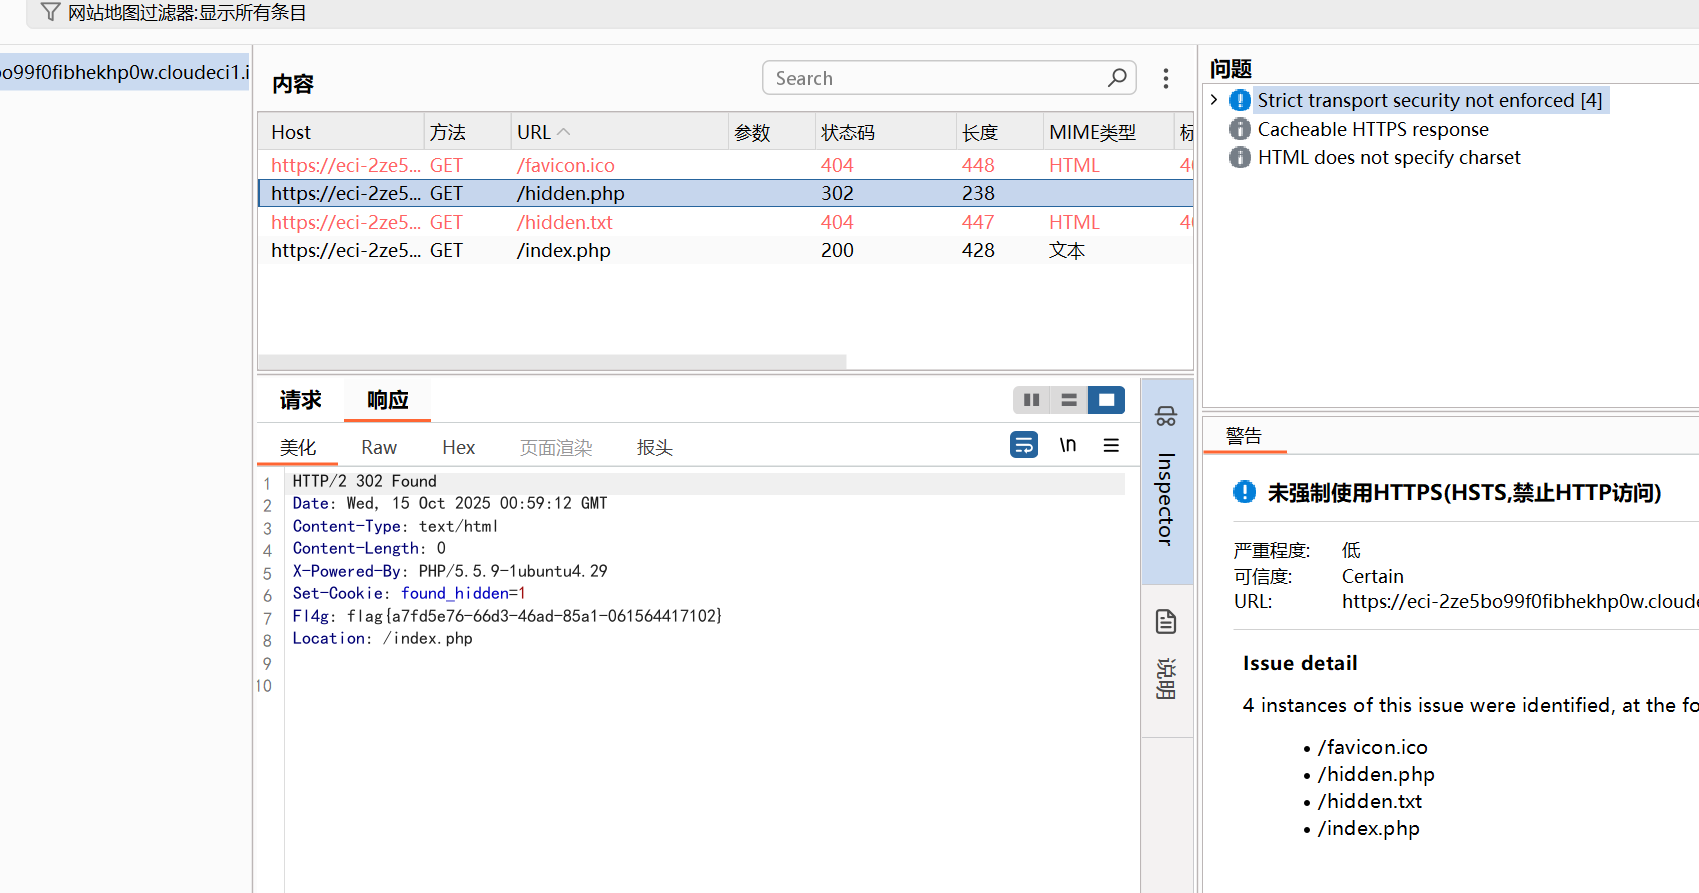 网站地图过滤器:显示所有条目
bo99f0fibhekhp0w.cloudeci1.i
内容
Search
Host 方法 URL 参数 状态码 长度 MIME类型 标
https://eci-2ze5... GET /favicon.ico 404 448 HTML 40
https://eci-2ze5... GET /hidden.php 302 238
https://eci-2ze5... GET /hidden.txt 404 447 HTML 40
https://eci-2ze5... GET /index.php 200 428 文本
请求 响应
美化 Raw Hex 页面渲染 报头 \n
1 HTTP/2 302 Found
2 Date: Wed, 15 Oct 2025 00:59:12 GMT
3 Content-Type: text/html
4 Content-Length: 0
5 X-Powered-By: PHP/5.5.9-1ubuntu4.29
6 Set-Cookie: found_hidden=1
7 Fl4g: flag{a7fd5e76-66d3-46ad-85a1-061564417102}
8 Location: /index.php
9
10
Inspector
说明
问题
Strict transport security not enforced [4]
Cacheable HTTPS response
HTML does not specify charset
警告
未强制使用HTTPS(HSTS,禁止HTTP访问)
严重程度: 低
可信度: Certain
URL: https://eci-2ze5bo99f0fibhekhp0w.cloude
Issue detail
4 instances of this issue were identified, at the fo
• /favicon.ico
• /hidden.php
• /hidden.txt
• /index.php